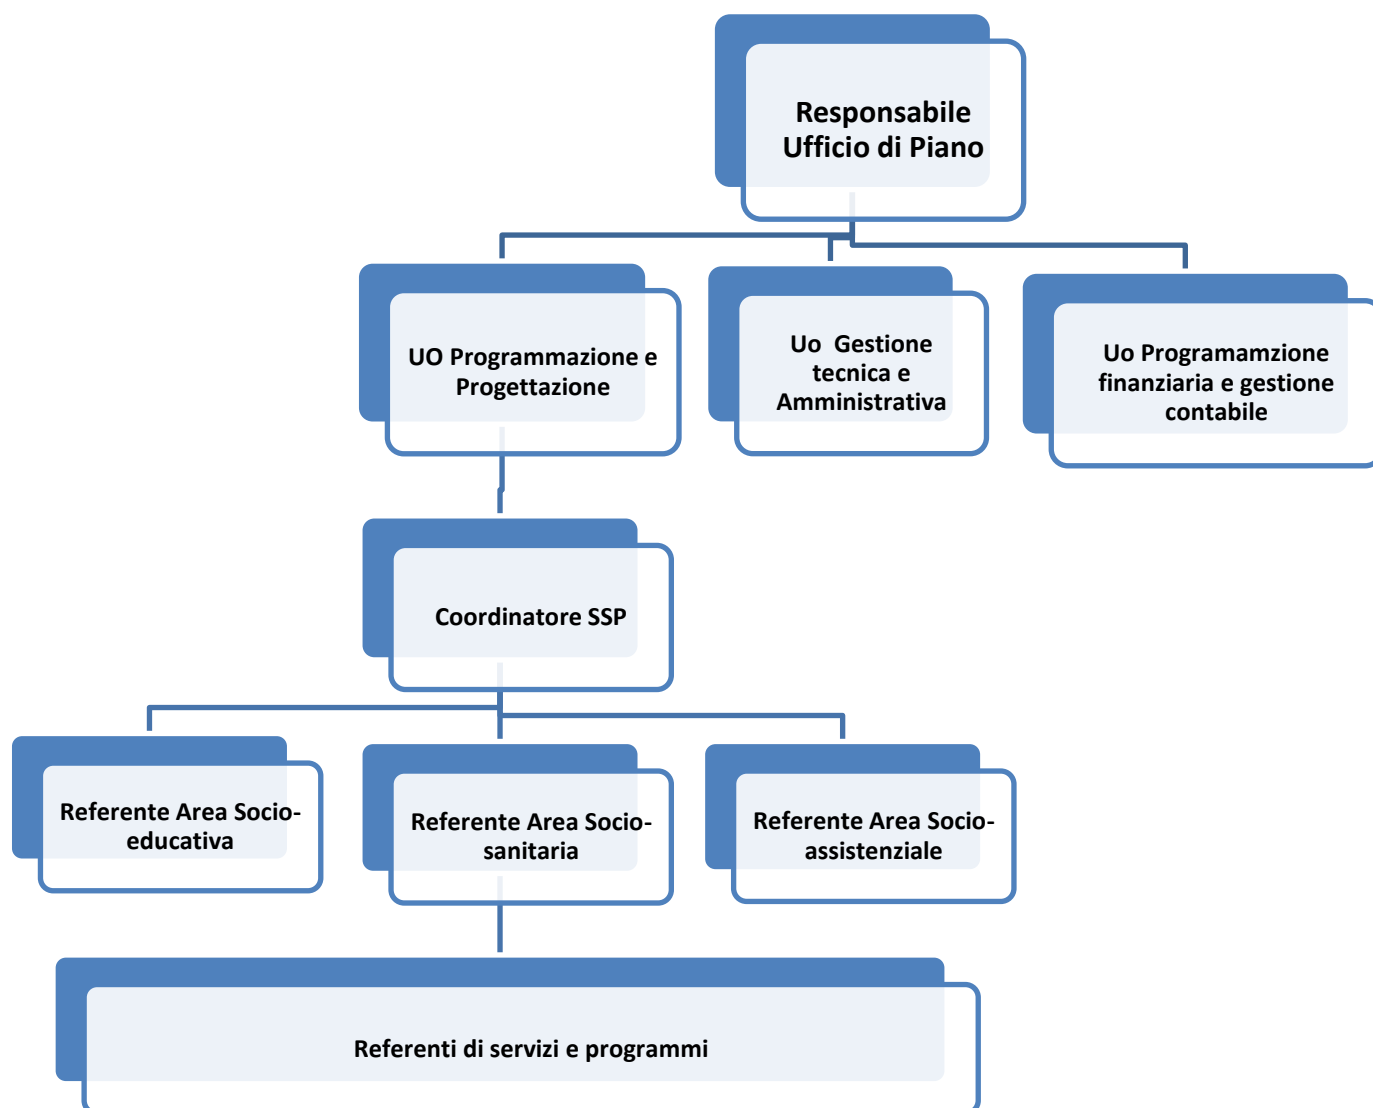 Responsabile
Ufficio di Piano
UO Programmazione e
Progettazione
Uo  Gestione
tecnica e
Amministrativa
Uo Programamzione
finanziaria e gestione
contabile
Coordinatore SSP
Referente Area Socio-
educativa
Referente Area Socio-
sanitaria
Referente Area Socio-
assistenziale
Referenti di servizi e programmi